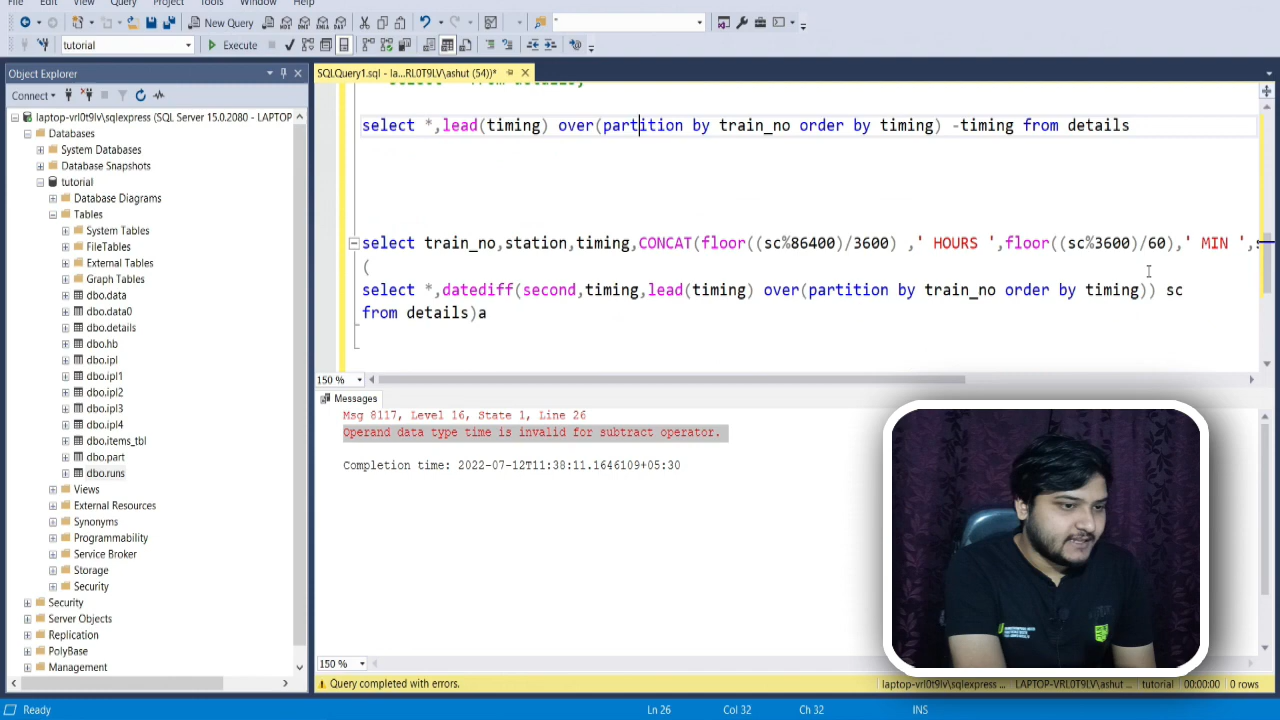 File Edit View Query Project Tools Window Help
New Query
tutorial
Execute
Object Explorer
SQLQuery1.sql - la...RL0T9LV\ashut (54))*
Connect
laptop-vrl0t9lv\sqlexpress (SQL Server 15.0.2080 - LAPTOP
Databases
System Databases
Database Snapshots
tutorial
Database Diagrams
Tables
System Tables
FileTables
External Tables
Graph Tables
dbo.data
dbo.data0
dbo.details
dbo.hb
dbo.ipl
dbo.ipl1
dbo.ipl2
dbo.ipl3
dbo.ipl4
dbo.items_tbl
dbo.part
dbo.runs
Views
External Resources
Synonyms
Programmability
Service Broker
Storage
Security
Security
Server Objects
Replication
PolyBase
Management
select *,lead(timing) over(partition by train_no order by timing) -timing from details
select train_no,station,timing,CONCAT(floor((sc%86400)/3600) ,' HOURS ',floor((sc%3600)/60),' MIN ',
(
select *,datediff(second,timing,lead(timing) over(partition by train_no order by timing)) sc
from details)a
150 %
Messages
Msg 8117, Level 16, State 1, Line 26
Operand data type time is invalid for subtract operator.
Completion time: 2022-07-12T11:38:11.1646109+05:30
150 %
Query completed with errors.
laptop-vrl0t9lv\sqlexpress ...
LAPTOP-VRL0T9LV\ashut ...
tutorial
00:00:00
0 rows
Ready
Ln 26
Col 32
Ch 32
INS